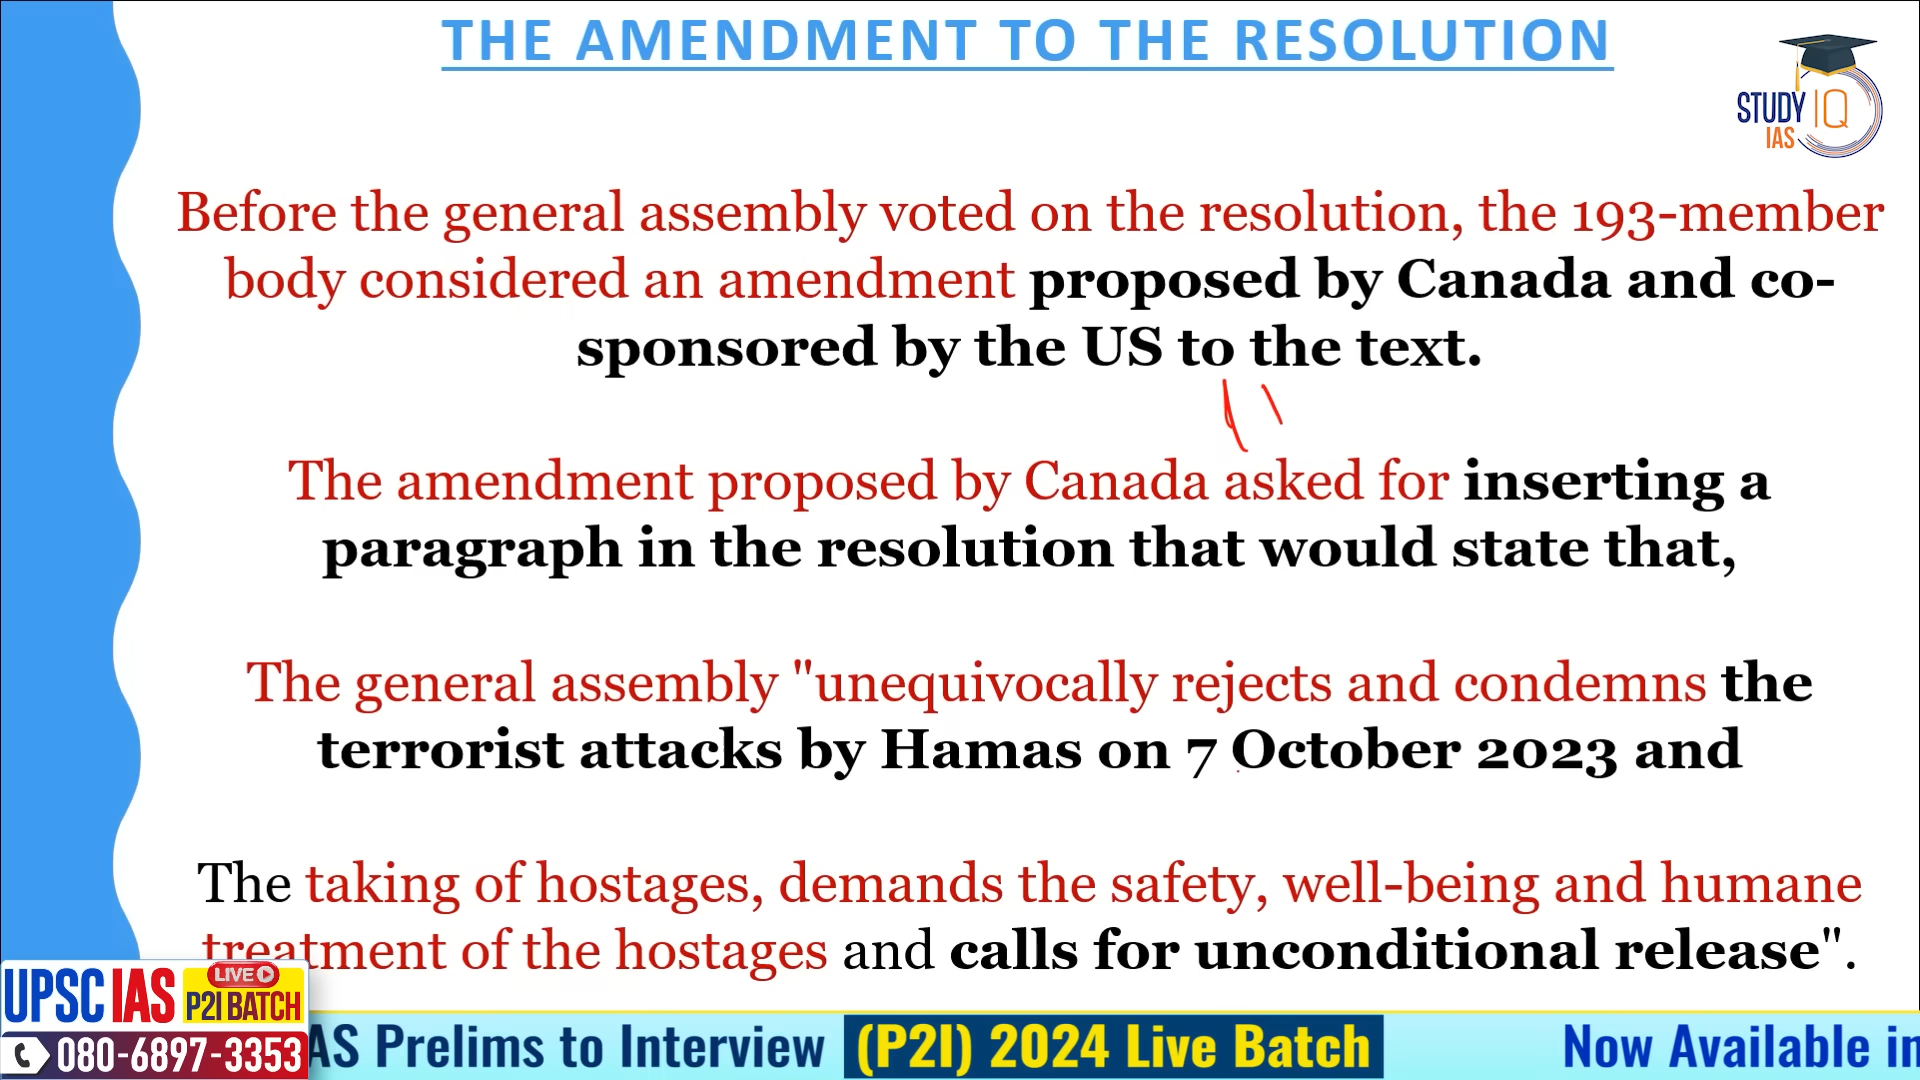 THE AMENDMENT TO THE RESOLUTION
STUDY IQ
IAS
Before the general assembly voted on the resolution, the 193-member
body considered an amendment proposed by Canada and co-
sponsored by the US to the text.
The amendment proposed by Canada asked for inserting a
paragraph in the resolution that would state that,
The general assembly "unequivocally rejects and condemns the
terrorist attacks by Hamas on 7 October 2023 and
The taking of hostages, demands the safety, well-being and humane
treatment of the hostages and calls for unconditional release".
UPSC IAS LIVE P2I BATCH
080-6897-3353
AS Prelims to Interview (P2I) 2024 Live Batch Now Available in